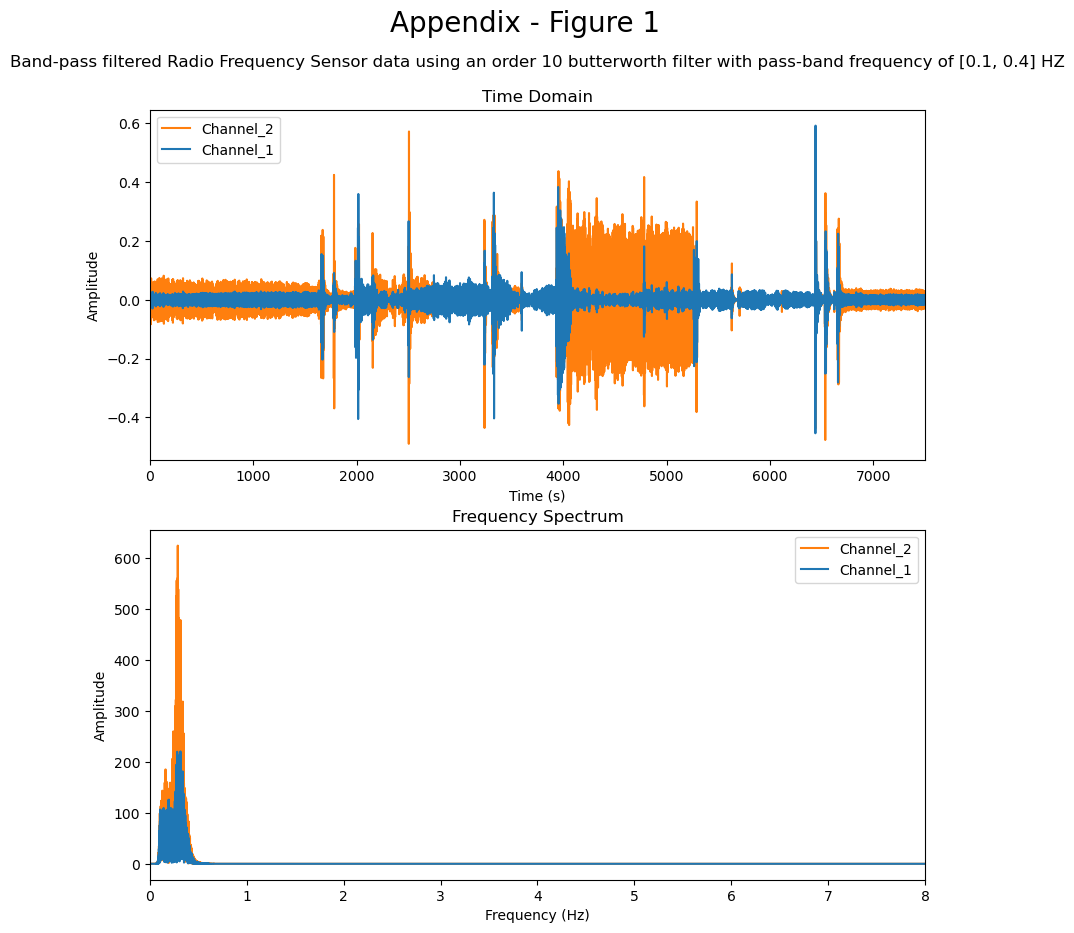 Appendix - Figure 1
Band-pass filtered Radio Frequency Sensor data using an order 10 butterworth filter with pass-band frequency of [0.1, 0.4] HZ
Time Domain
Channel_2
Channel_1
Amplitude
0.6
0.4
0.2
0.0
−0.2
−0.4
0 1000 2000 3000 4000 5000 6000 7000
Time (s)
Frequency Spectrum
Channel_2
Channel_1
Amplitude
600
500
400
300
200
100
0
0 1 2 3 4 5 6 7 8
Frequency (Hz)